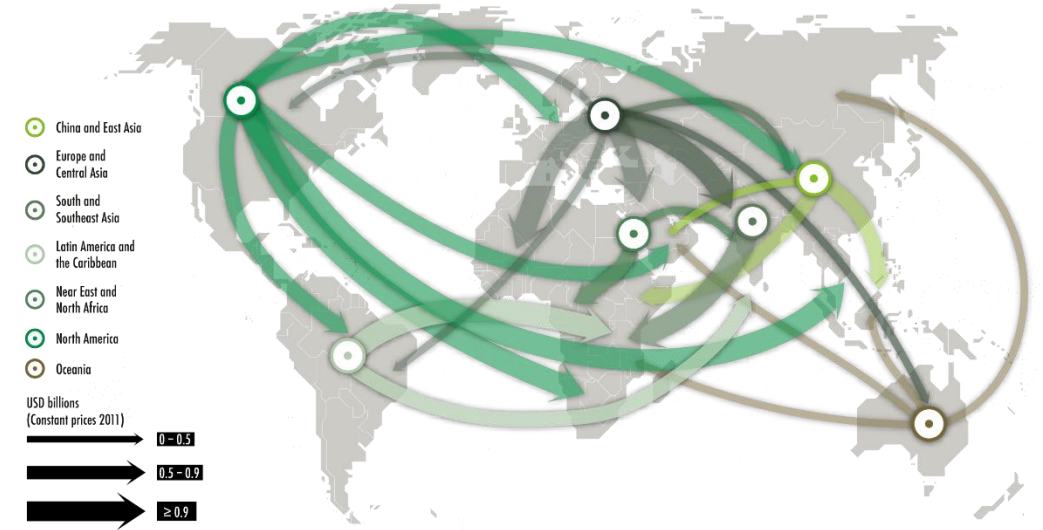 China and East Asia
Europe and
Central Asia
South and
Southeast Asia
Latin America and
the Caribbean
Near East and
North Africa
North America
Oceania
USD billions
(Constant prices 2011)
0 – 0.5
0.5 – 0.9
≥ 0.9